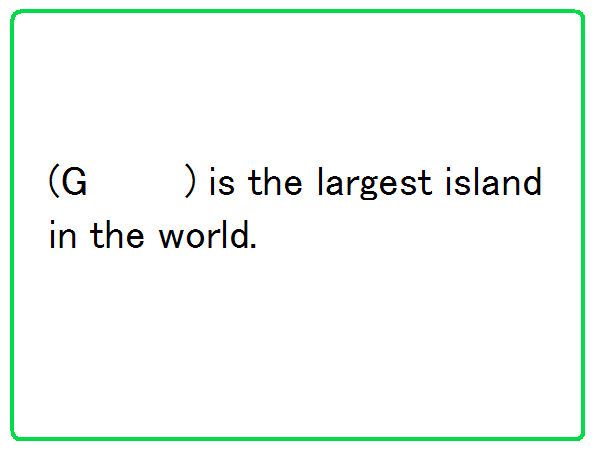 (G        ) is the largest island
in the world.